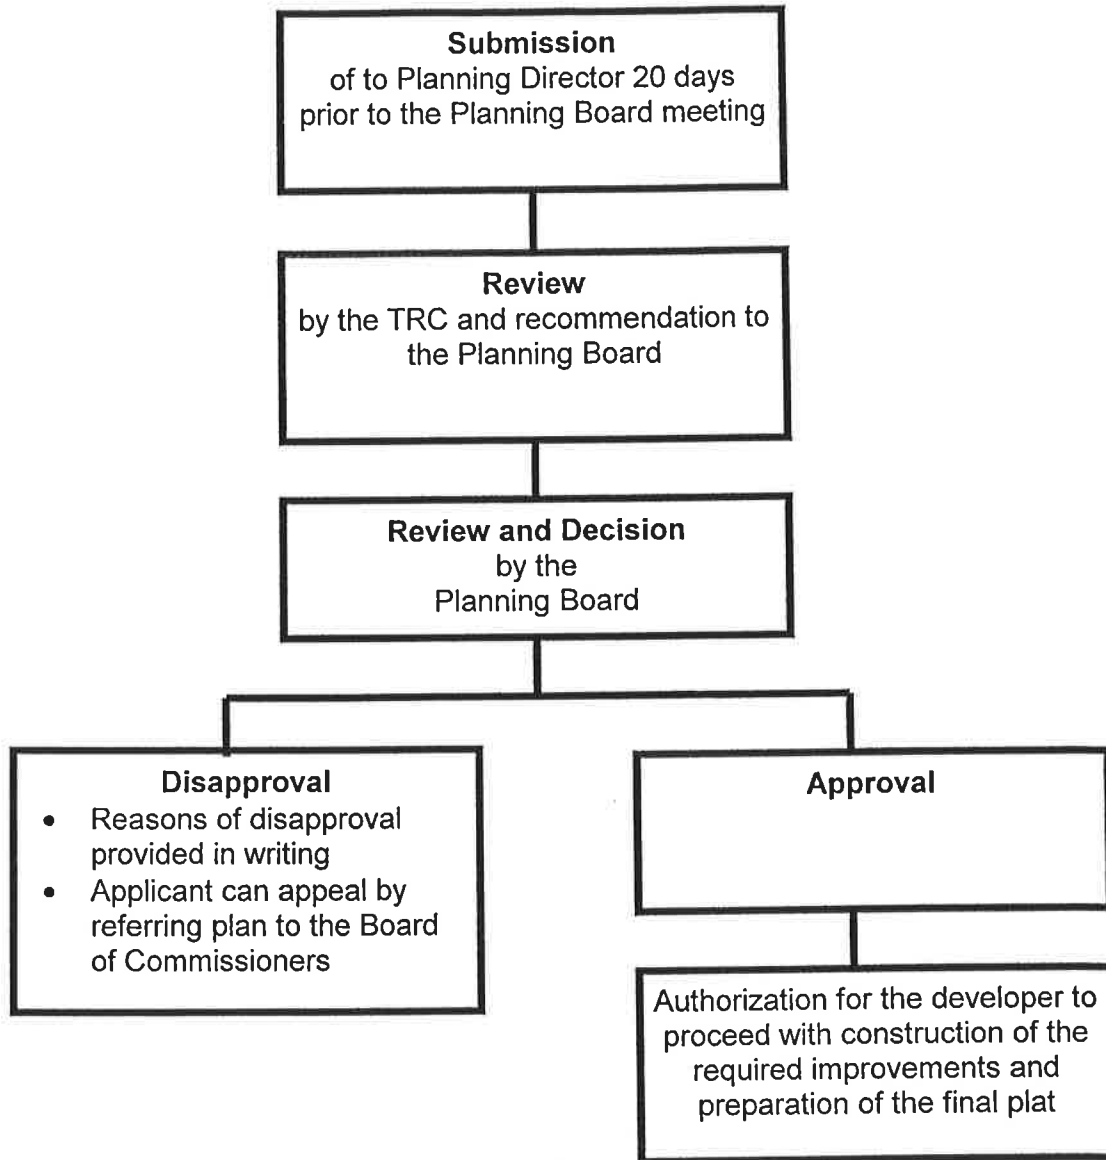 Submission
of to Planning Director 20 days
prior to the Planning Board meeting
Review
by the TRC and recommendation to
the Planning Board
Review and Decision
by the
Planning Board
Disapproval
• Reasons of disapproval
provided in writing
• Applicant can appeal by
referring plan to the Board
of Commissioners
Approval
Authorization for the developer to
proceed with construction of the
required improvements and
preparation of the final plat